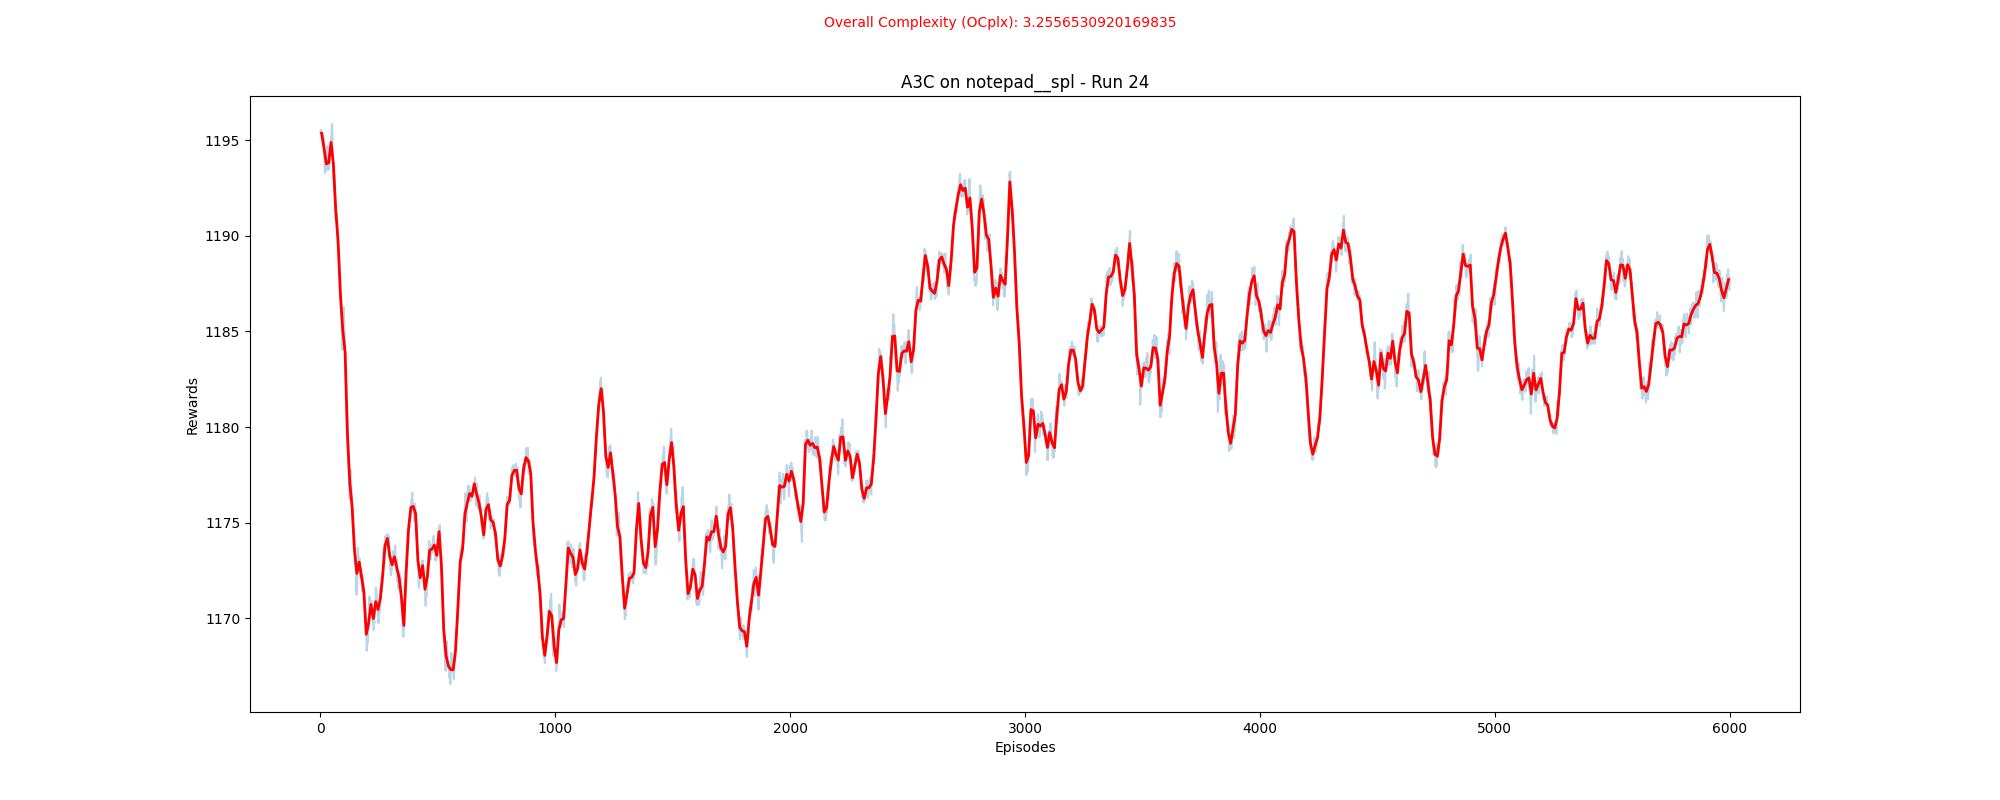 Overall Complexity (OCplx): 3.2556530920169835
A3C on notepad__spl - Run 24
1195
1190
1185
1180
1175
1170
Rewards
0 1000 2000 3000 4000 5000 6000
Episodes